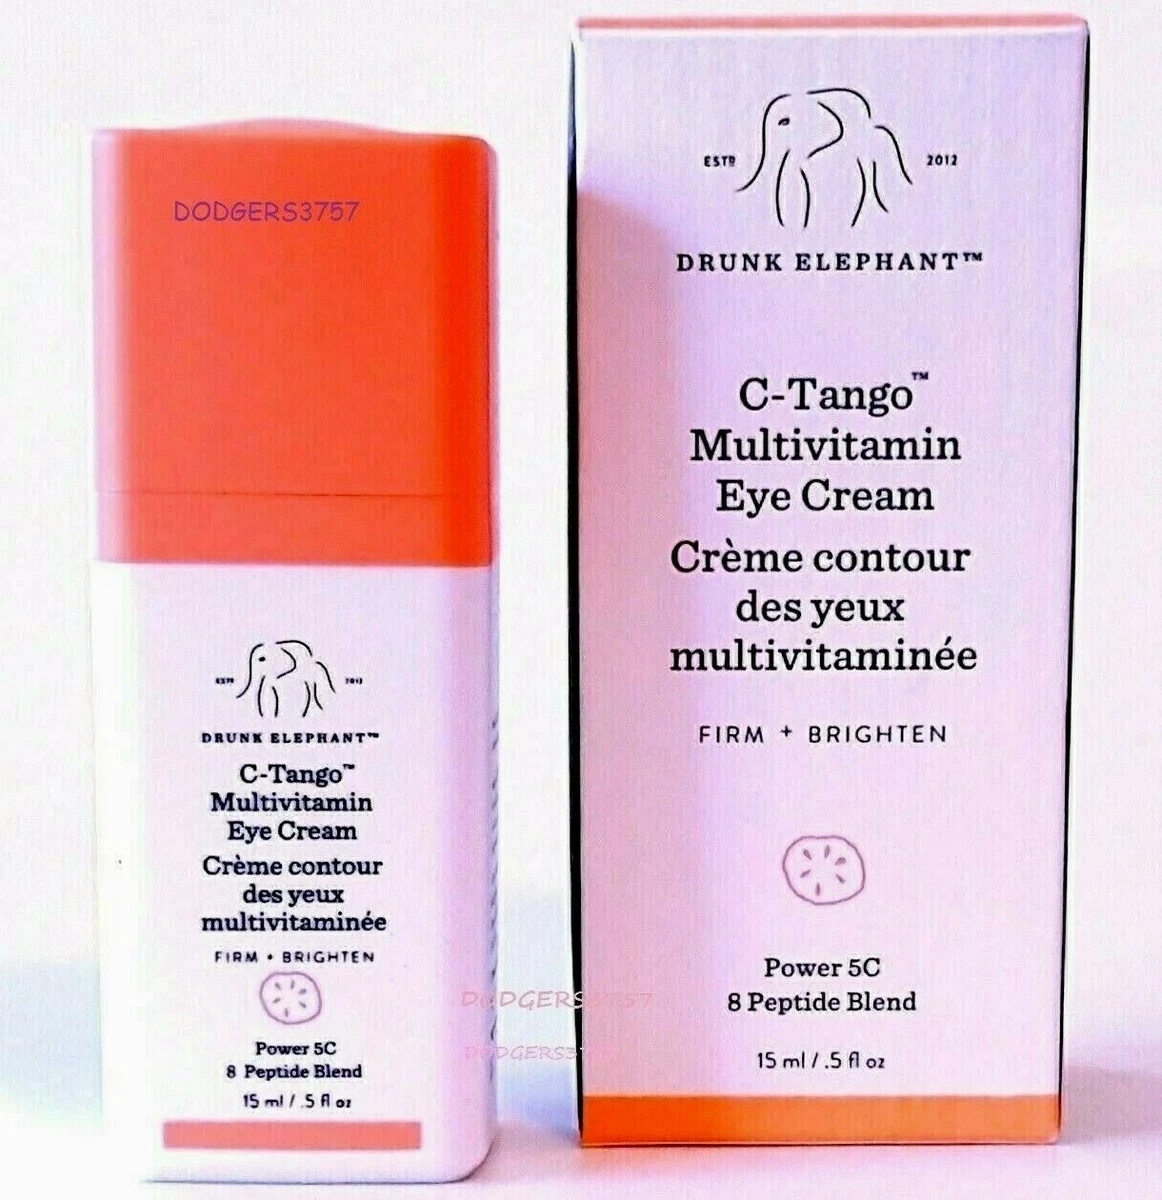 DODGERS3757
ESTD 2012
DRUNK ELEPHANT™
C-Tango™
Multivitamin
Eye Cream
Crème contour
des yeux
multivitaminée
FIRM • BRIGHTEN
Power 5C
8 Peptide Blend
15 ml / .5 fl oz
ESTD 2012
DRUNK ELEPHANT™
C-Tango™
Multivitamin
Eye Cream
Crème contour
des yeux
multivitaminée
FIRM + BRIGHTEN
Power 5C
8 Peptide Blend
15 ml / .5 fl oz
DODGERS3757